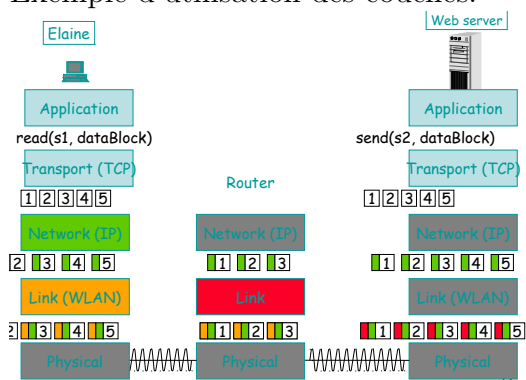 Exemple d'utilisation des couches.
Web server
Elaine
Application
Application
read(s1, dataBlock)
send(s2, dataBlock)
Transport (TCP)
Transport (TCP)
Router
1 2 3 4 5
1 2 3 4 5
Network (IP)
Network (IP)
Network (IP)
2 3 4 5
1 2 3
1 2 3 4 5
Link (WLAN)
Link
Link (WLAN)
2 3 4 5
1 2 3
1 2 3 4 5
Physical
Physical
Physical